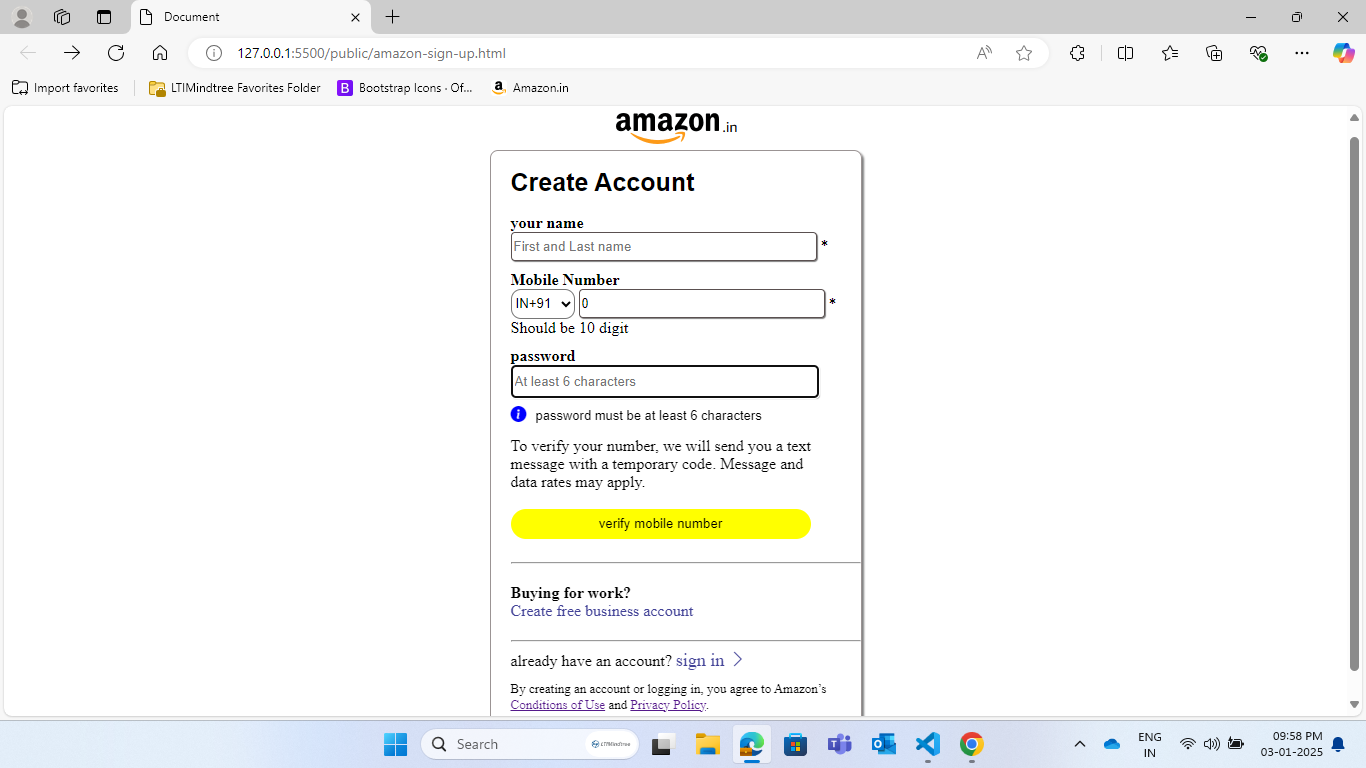 Document
127.0.0.1:5500/public/amazon-sign-up.html
Import favorites LTIMindtree Favorites Folder Bootstrap Icons · Of... Amazon.in
amazon.in
Create Account
your name
First and Last name *
Mobile Number
IN+91 0 *
Should be 10 digit
password
At least 6 characters
password must be at least 6 characters
To verify your number, we will send you a text
message with a temporary code. Message and
data rates may apply.
verify mobile number
Buying for work?
Create free business account
already have an account? sign in
By creating an account or logging in, you agree to Amazon’s
Conditions of Use and Privacy Policy.
Search LTIMindtree
ENG
IN
09:58 PM
03-01-2025